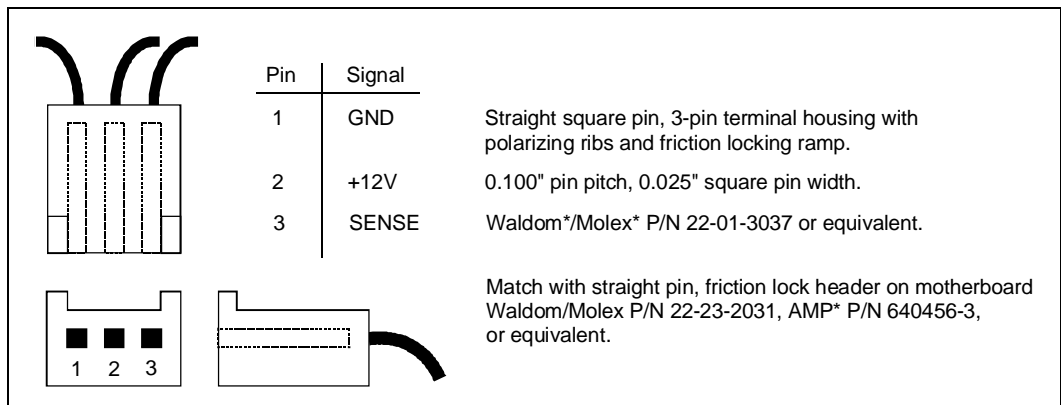 Pin Signal
1 GND Straight square pin, 3-pin terminal housing with
polarizing ribs and friction locking ramp.
2 +12V 0.100" pin pitch, 0.025" square pin width.
3 SENSE Waldom*/Molex* P/N 22-01-3037 or equivalent.
Match with straight pin, friction lock header on motherboard
Waldom/Molex P/N 22-23-2031, AMP* P/N 640456-3,
or equivalent.
1 2 3